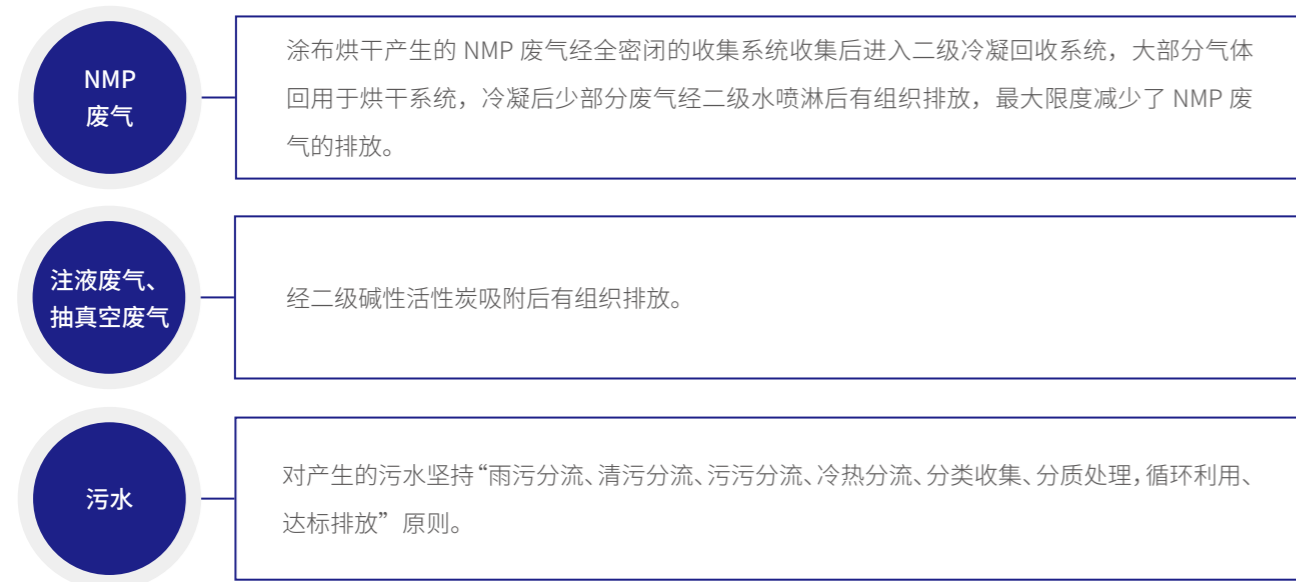 NMP
废气
涂布烘干产生的 NMP 废气经全密闭的收集系统收集后进入二级冷凝回收系统，大部分气体
回用于烘干系统，冷凝后少部分废气经二级水喷淋后有组织排放，最大限度减少了 NMP 废
气的排放。
注液废气、
抽真空废气
经二级碱性活性炭吸附后有组织排放。
污水
对产生的污水坚持“雨污分流、清污分流、污污分流、冷热分流、分类收集、分质处理，循环利用、
达标排放”原则。